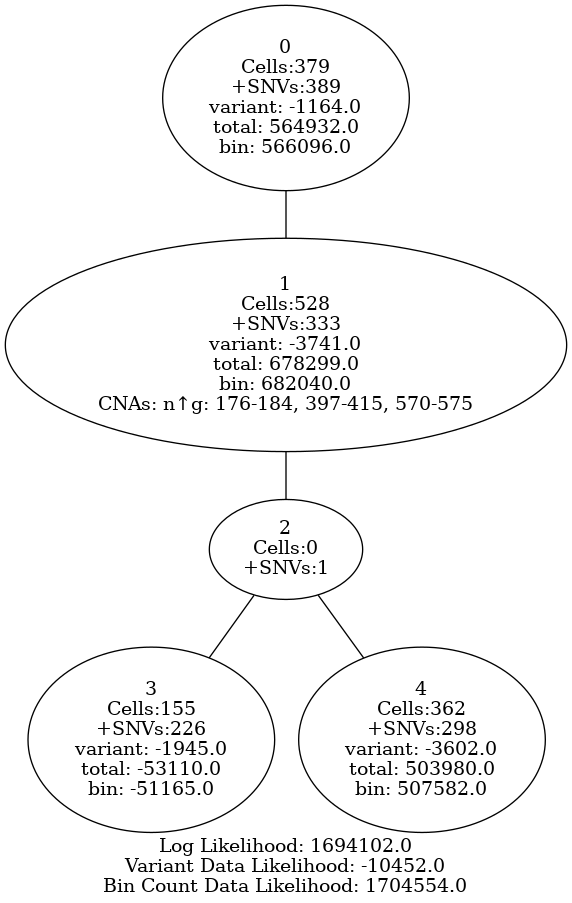 0
Cells:379
+SNVs:389
variant: -1164.0
total: 564932.0
bin: 566096.0
1
Cells:528
+SNVs:333
variant: -3741.0
total: 678299.0
bin: 682040.0
CNAs: n↑g: 176-184, 397-415, 570-575
2
Cells:0
+SNVs:1
3
Cells:155
+SNVs:226
variant: -1945.0
total: -53110.0
bin: -51165.0
4
Cells:362
+SNVs:298
variant: -3602.0
total: 503980.0
bin: 507582.0
Log Likelihood: 1694102.0
Variant Data Likelihood: -10452.0
Bin Count Data Likelihood: 1704554.0